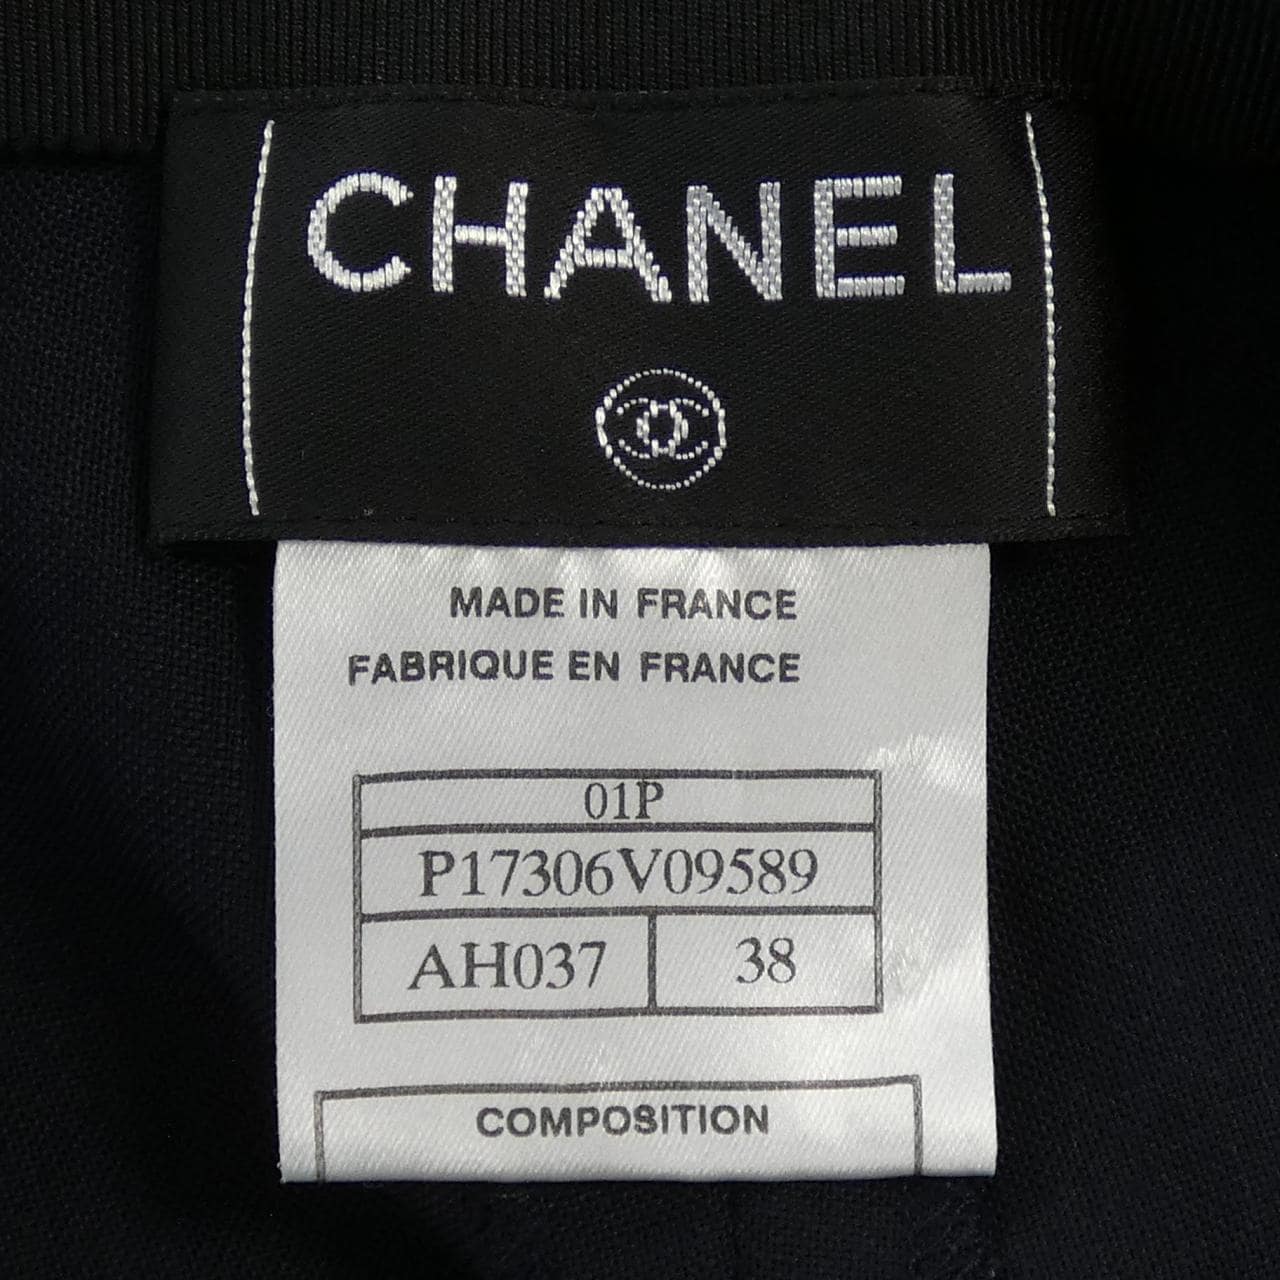 CHANEL
MADE IN FRANCE
FABRIQUE EN FRANCE
01P
P17306V09589
AH037 38
COMPOSITION